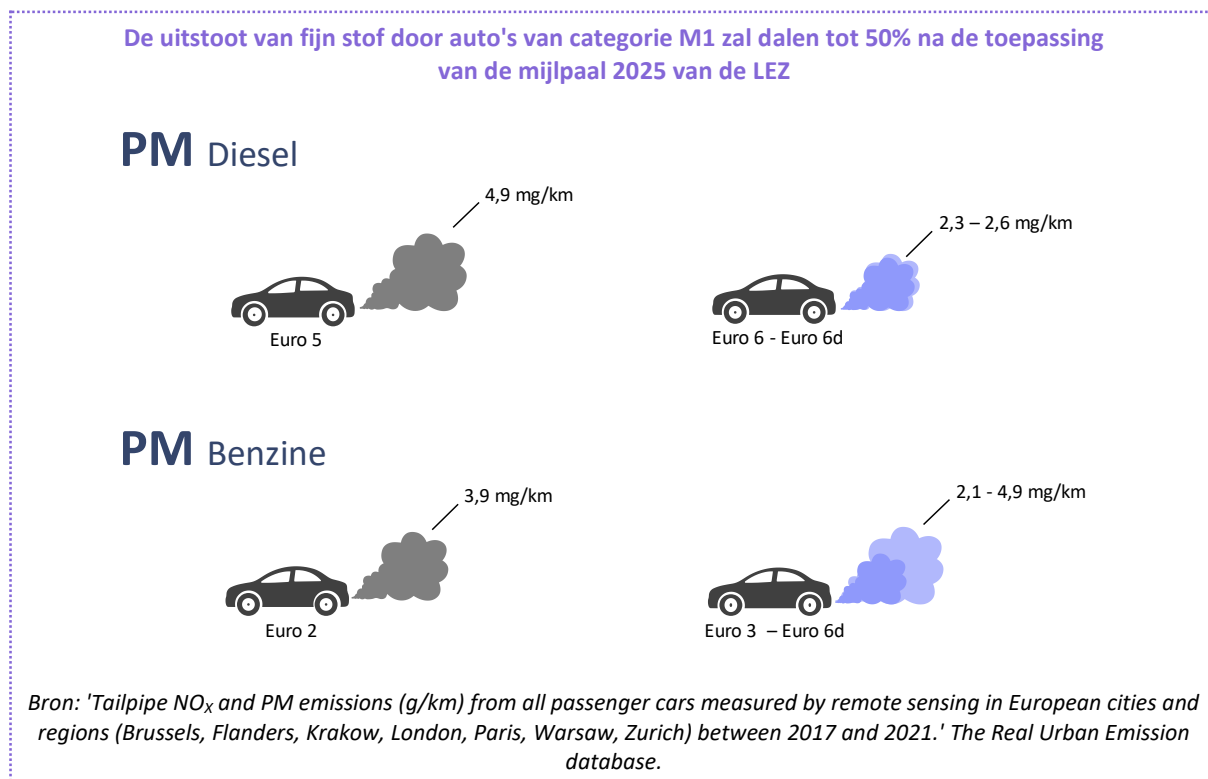 De uitstoot van fijn stof door auto's van categorie M1 zal dalen tot 50% na de toepassing
van de mijlpaal 2025 van de LEZ
PM Diesel
4,9 mg/km
2,3 – 2,6 mg/km
Euro 5
Euro 6 - Euro 6d
PM Benzine
3,9 mg/km
2,1 - 4,9 mg/km
Euro 2
Euro 3 – Euro 6d
Bron: 'Tailpipe NOX and PM emissions (g/km) from all passenger cars measured by remote sensing in European cities and
regions (Brussels, Flanders, Krakow, London, Paris, Warsaw, Zurich) between 2017 and 2021.' The Real Urban Emission
database.